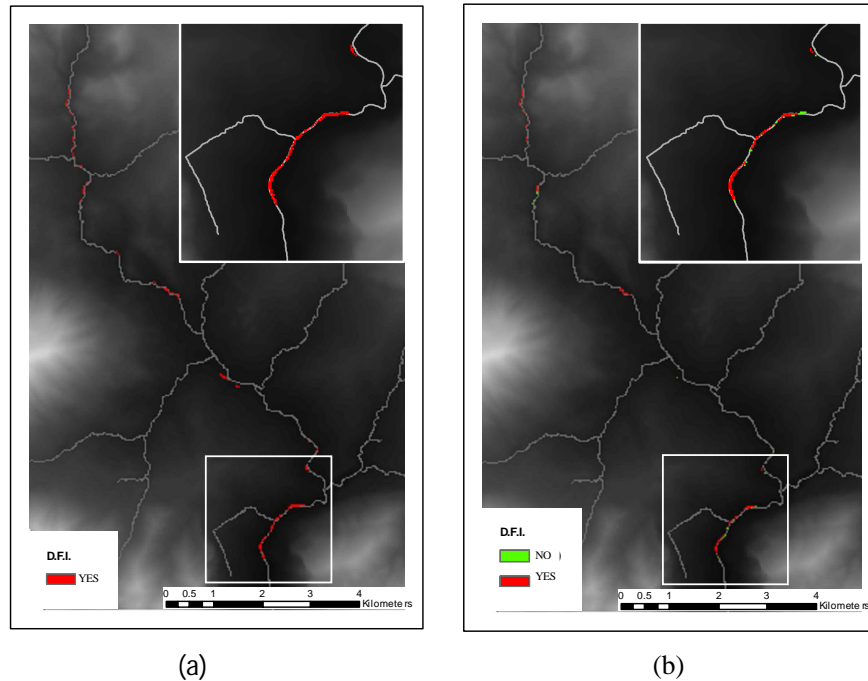 D.F.I.
YES
0 0.5 1 2 3 4
Kilometers
(a)
D.F.I.
NO )
YES
0 0.5 1 2 3 4
Kilometers
(b)